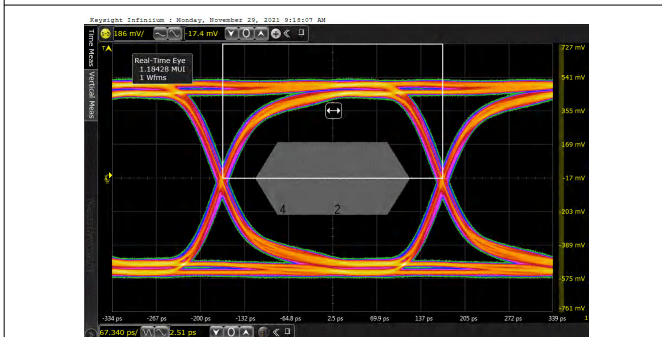 Keysight Infiniium : Monday, November 29, 2021 9:18:07 AM
186 mV/
-17.4 mV
Time Meas
Vertical Meas
Real-Time Eye
1.18428 MUI
1 Wfms
727 mV
541 mV
355 mV
169 mV
-17 mV
-203 mV
-389 mV
-575 mV
-761 mV
4
2
-334 ps
-267 ps
-200 ps
-132 ps
-64.8 ps
2.5 ps
69.9 ps
137 ps
205 ps
272 ps
339 ps
67.340 ps/
2.51 ps
0